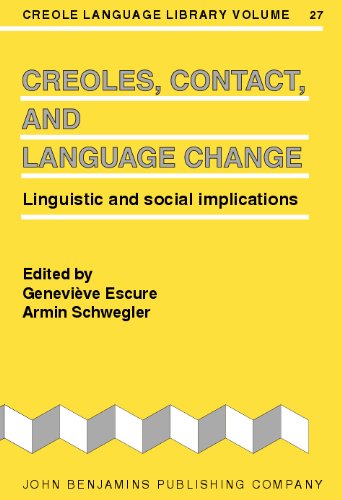 CREOLE LANGUAGE LIBRARY VOLUME 27
CREOLES, CONTACT,
AND
LANGUAGE CHANGE
Linguistic and social implications
Edited by
Geneviève Escure
Armin Schwegler
JOHN BENJAMINS PUBLISHING COMPANY